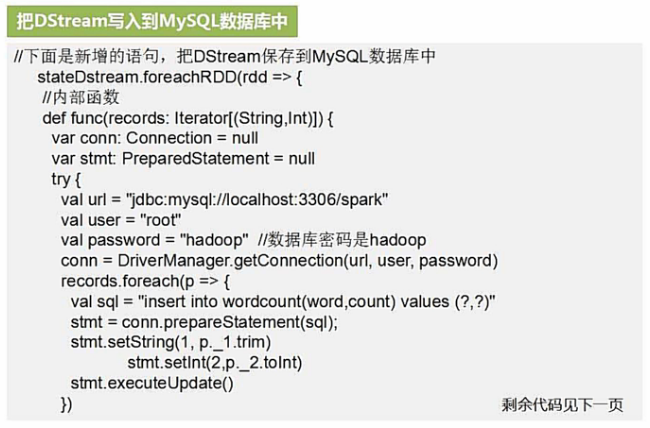 把DStream写入到MySQL数据库中
//下面是新增的语句，把DStream保存到MySQL数据库中
stateDstream.foreachRDD(rdd => {
//内部函数
def func(records: Iterator[(String,Int)]) {
var conn: Connection = null
var stmt: PreparedStatement = null
try {
val url = "jdbc:mysql://localhost:3306/spark"
val user = "root"
val password = "hadoop" //数据库密码是hadoop
conn = DriverManager.getConnection(url, user, password)
records.foreach(p => {
val sql = "insert into wordcount(word,count) values (?,?)"
stmt = conn.prepareStatement(sql);
stmt.setString(1, p._1.trim)
stmt.setInt(2,p._2.toInt)
stmt.executeUpdate()
})
剩余代码见下一页